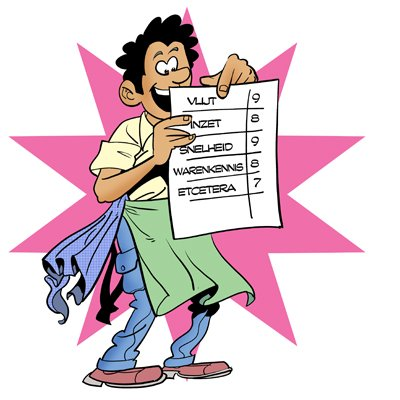 VLIJT 9
INZET 8
SNELHEID 9
WARENKENNIS 8
ETCETERA 7